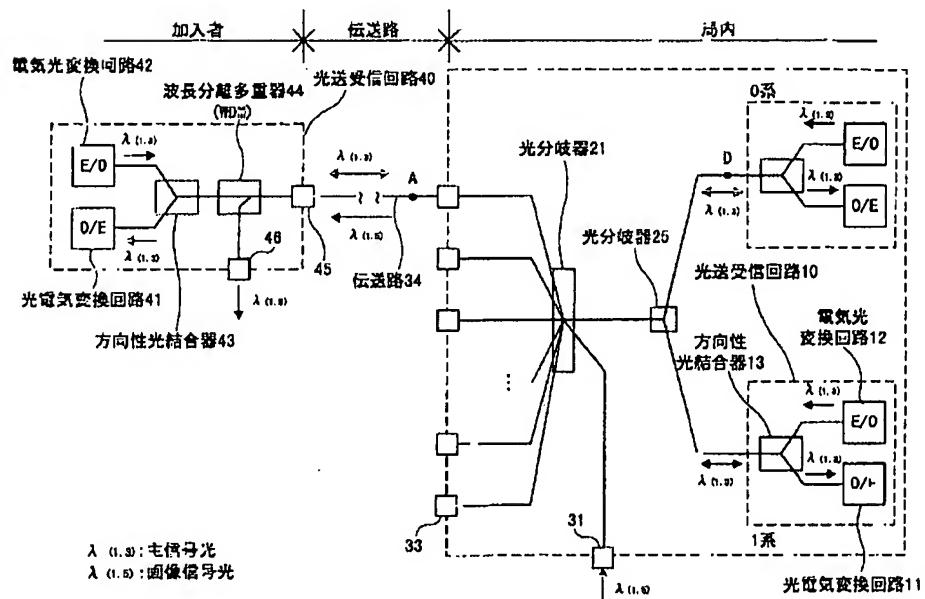 加入者
伝送路
局内
電気光変換回路42
波長分離多重器44
(WDM)
光送受信回路40
E/O
λ(1.3)
O/E
λ(1.3)
光電気変換回路41
方向性光結合器43
46
λ(1.5)
45
λ(1.3)
λ(1.5)
A
伝送路34
33
光分岐器21
光分岐器25
31
λ(1.5)
D
λ(1.3)
0系
λ(1.3)
E/O
λ(1.3)
O/E
光送受信回路10
方向性
光結合器13
電気光
変換回路12
λ(1.3)
E/O
λ(1.3)
λ(1.3)
1系
光電気変換回路11
λ(1.3):主信号光
λ(1.5):画像信号光